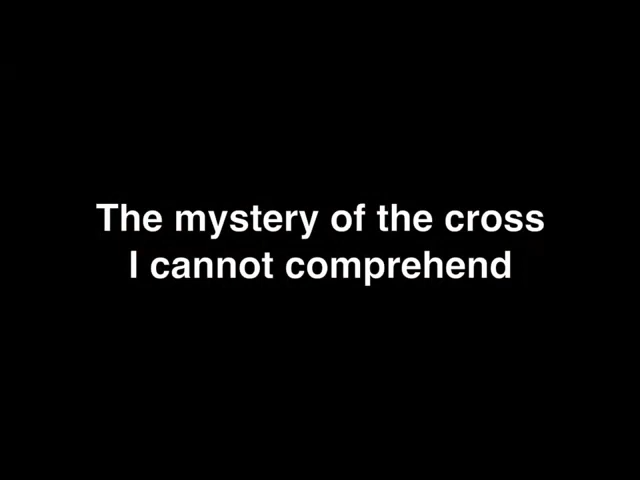 The mystery of the cross
I cannot comprehend